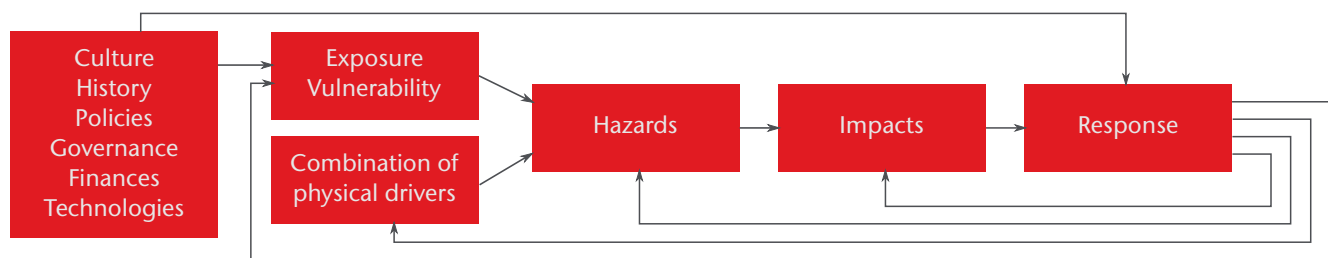 Culture
History
Policies
Governance
Finances
Technologies
Exposure
Vulnerability
Combination of
physical drivers
Hazards
Impacts
Response